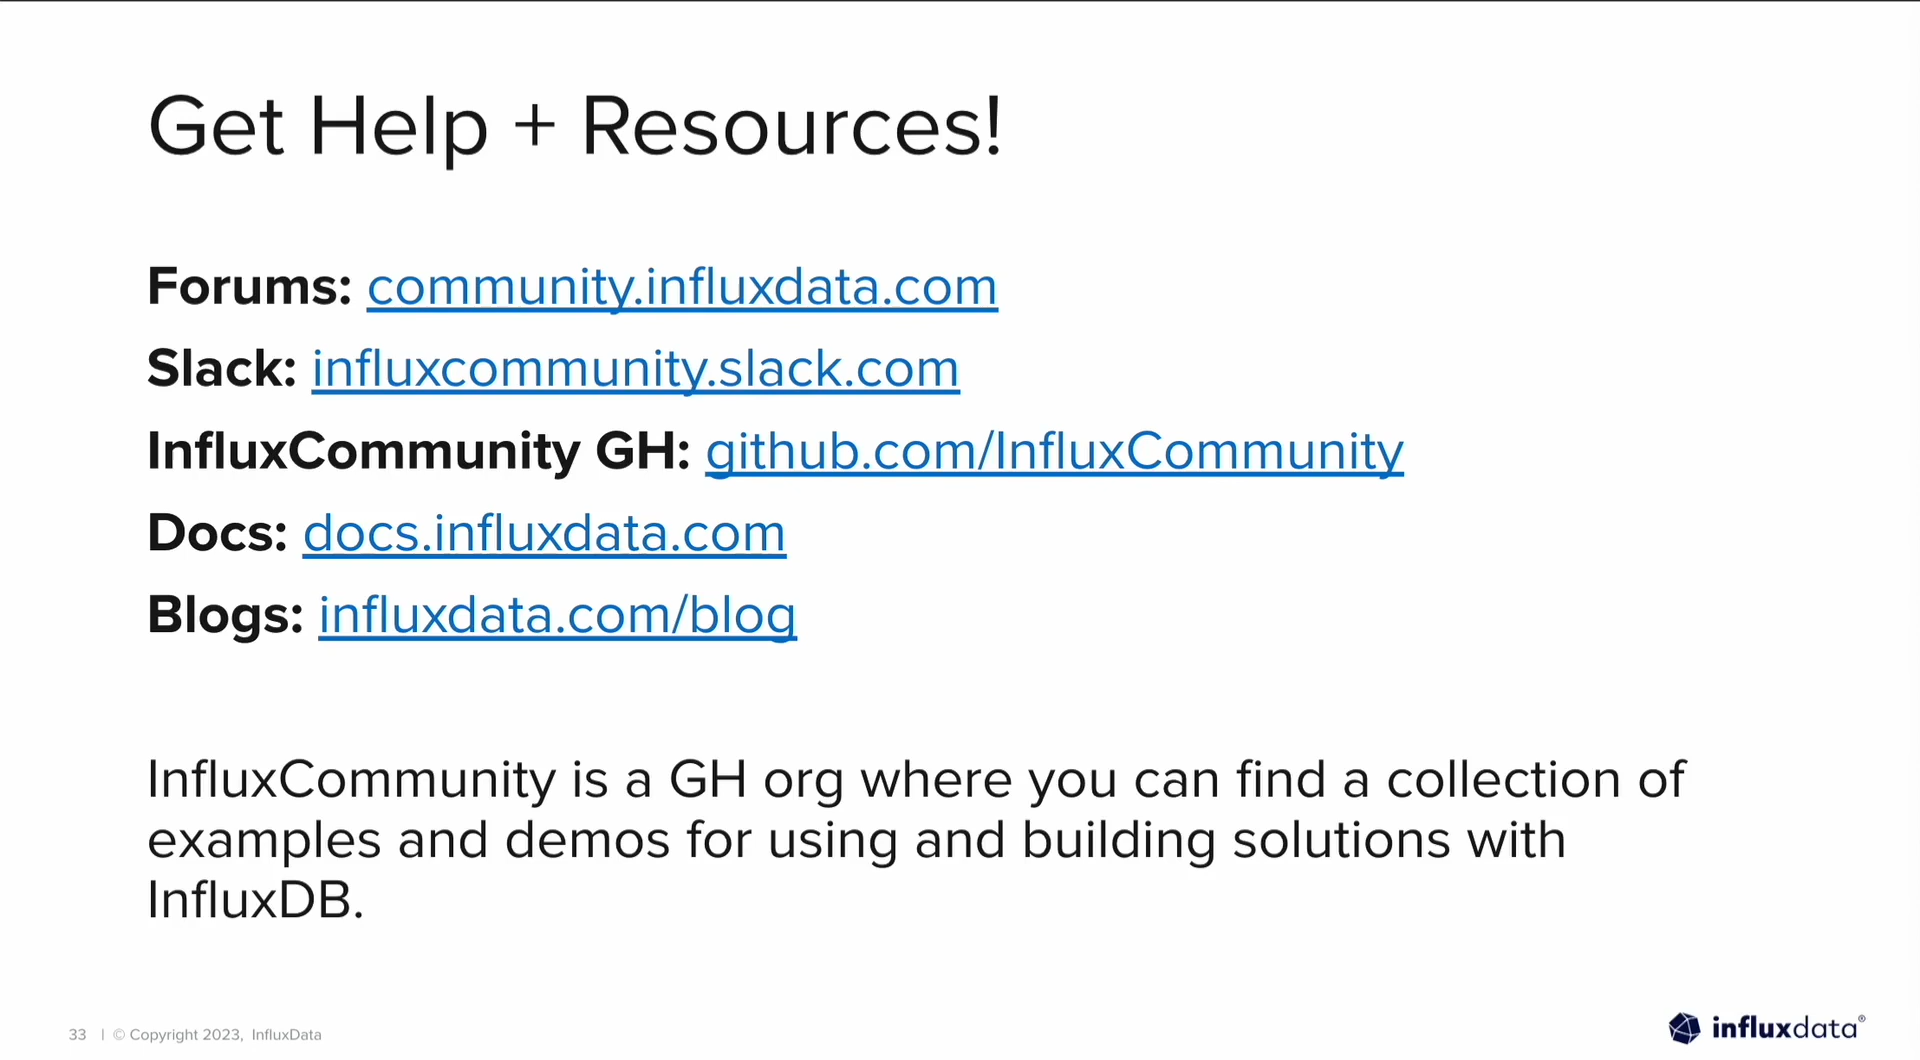 Get Help + Resources!
Forums: community.influxdata.com
Slack: influxcommunity.slack.com
InfluxCommunity GH: github.com/InfluxCommunity
Docs: docs.influxdata.com
Blogs: influxdata.com/blog
InfluxCommunity is a GH org where you can find a collection of
examples and demos for using and building solutions with
InfluxDB.
33 | © Copyright 2023, InfluxData
influxdata®